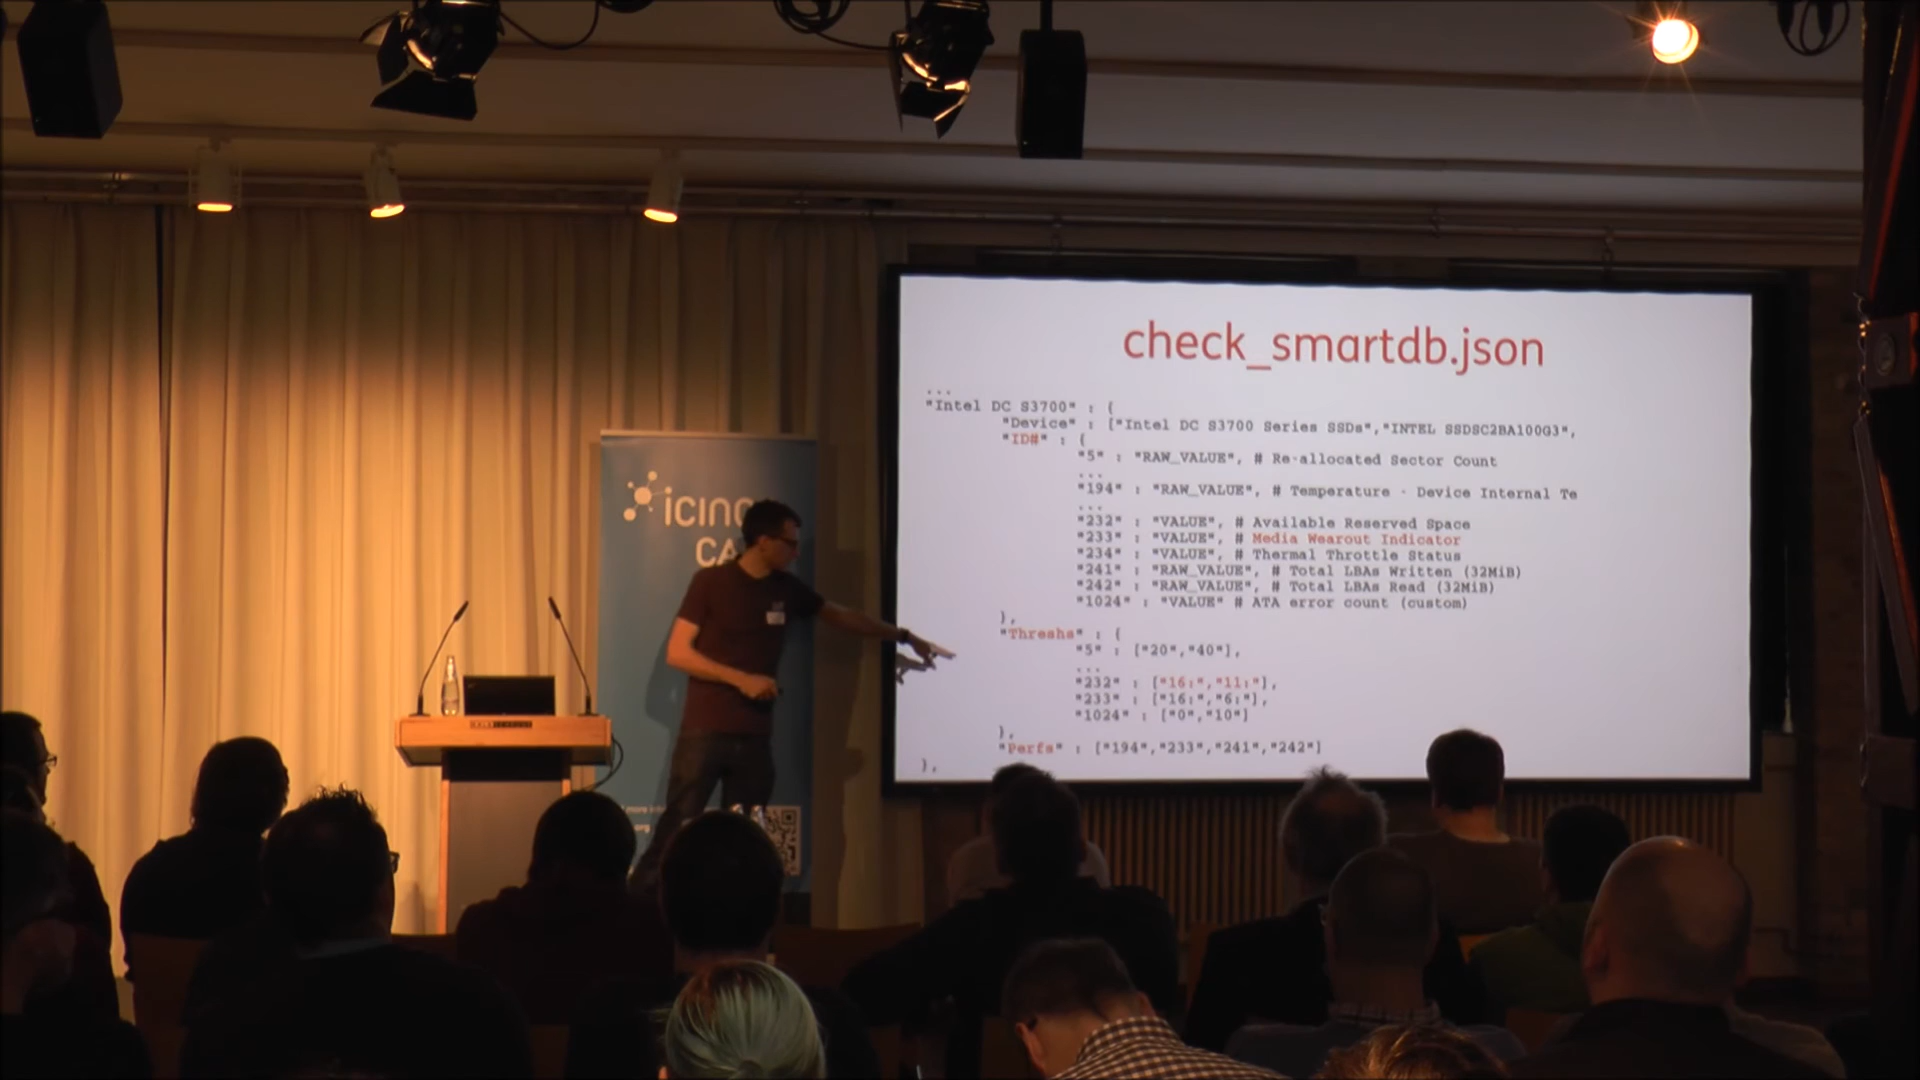 check_smartdb.json
...
"Intel DC S3700" : {
"Device" : ["Intel DC S3700 Series SSDs","INTEL SSDSC2BA100G3",
"ID#" : {
"5" : "RAW_VALUE", # Re-allocated Sector Count
...
"194" : "RAW_VALUE", # Temperature - Device Internal Te
...
"232" : "VALUE", # Available Reserved Space
"233" : "VALUE", # Media Wearout Indicator
"234" : "VALUE", # Thermal Throttle Status
"241" : "RAW_VALUE", # Total LBAs Written (32MiB)
"242" : "RAW_VALUE", # Total LBAs Read (32MiB)
"1024" : "VALUE" # ATA error count (custom)
},
"Threshs" : {
"5" : ["20","40"],
...
"232" : ["16:","11:"],
"233" : ["16:","6:"],
"1024" : ["0","10"]
},
"Perfs" : ["194","233","241","242"]
},
icing
CA